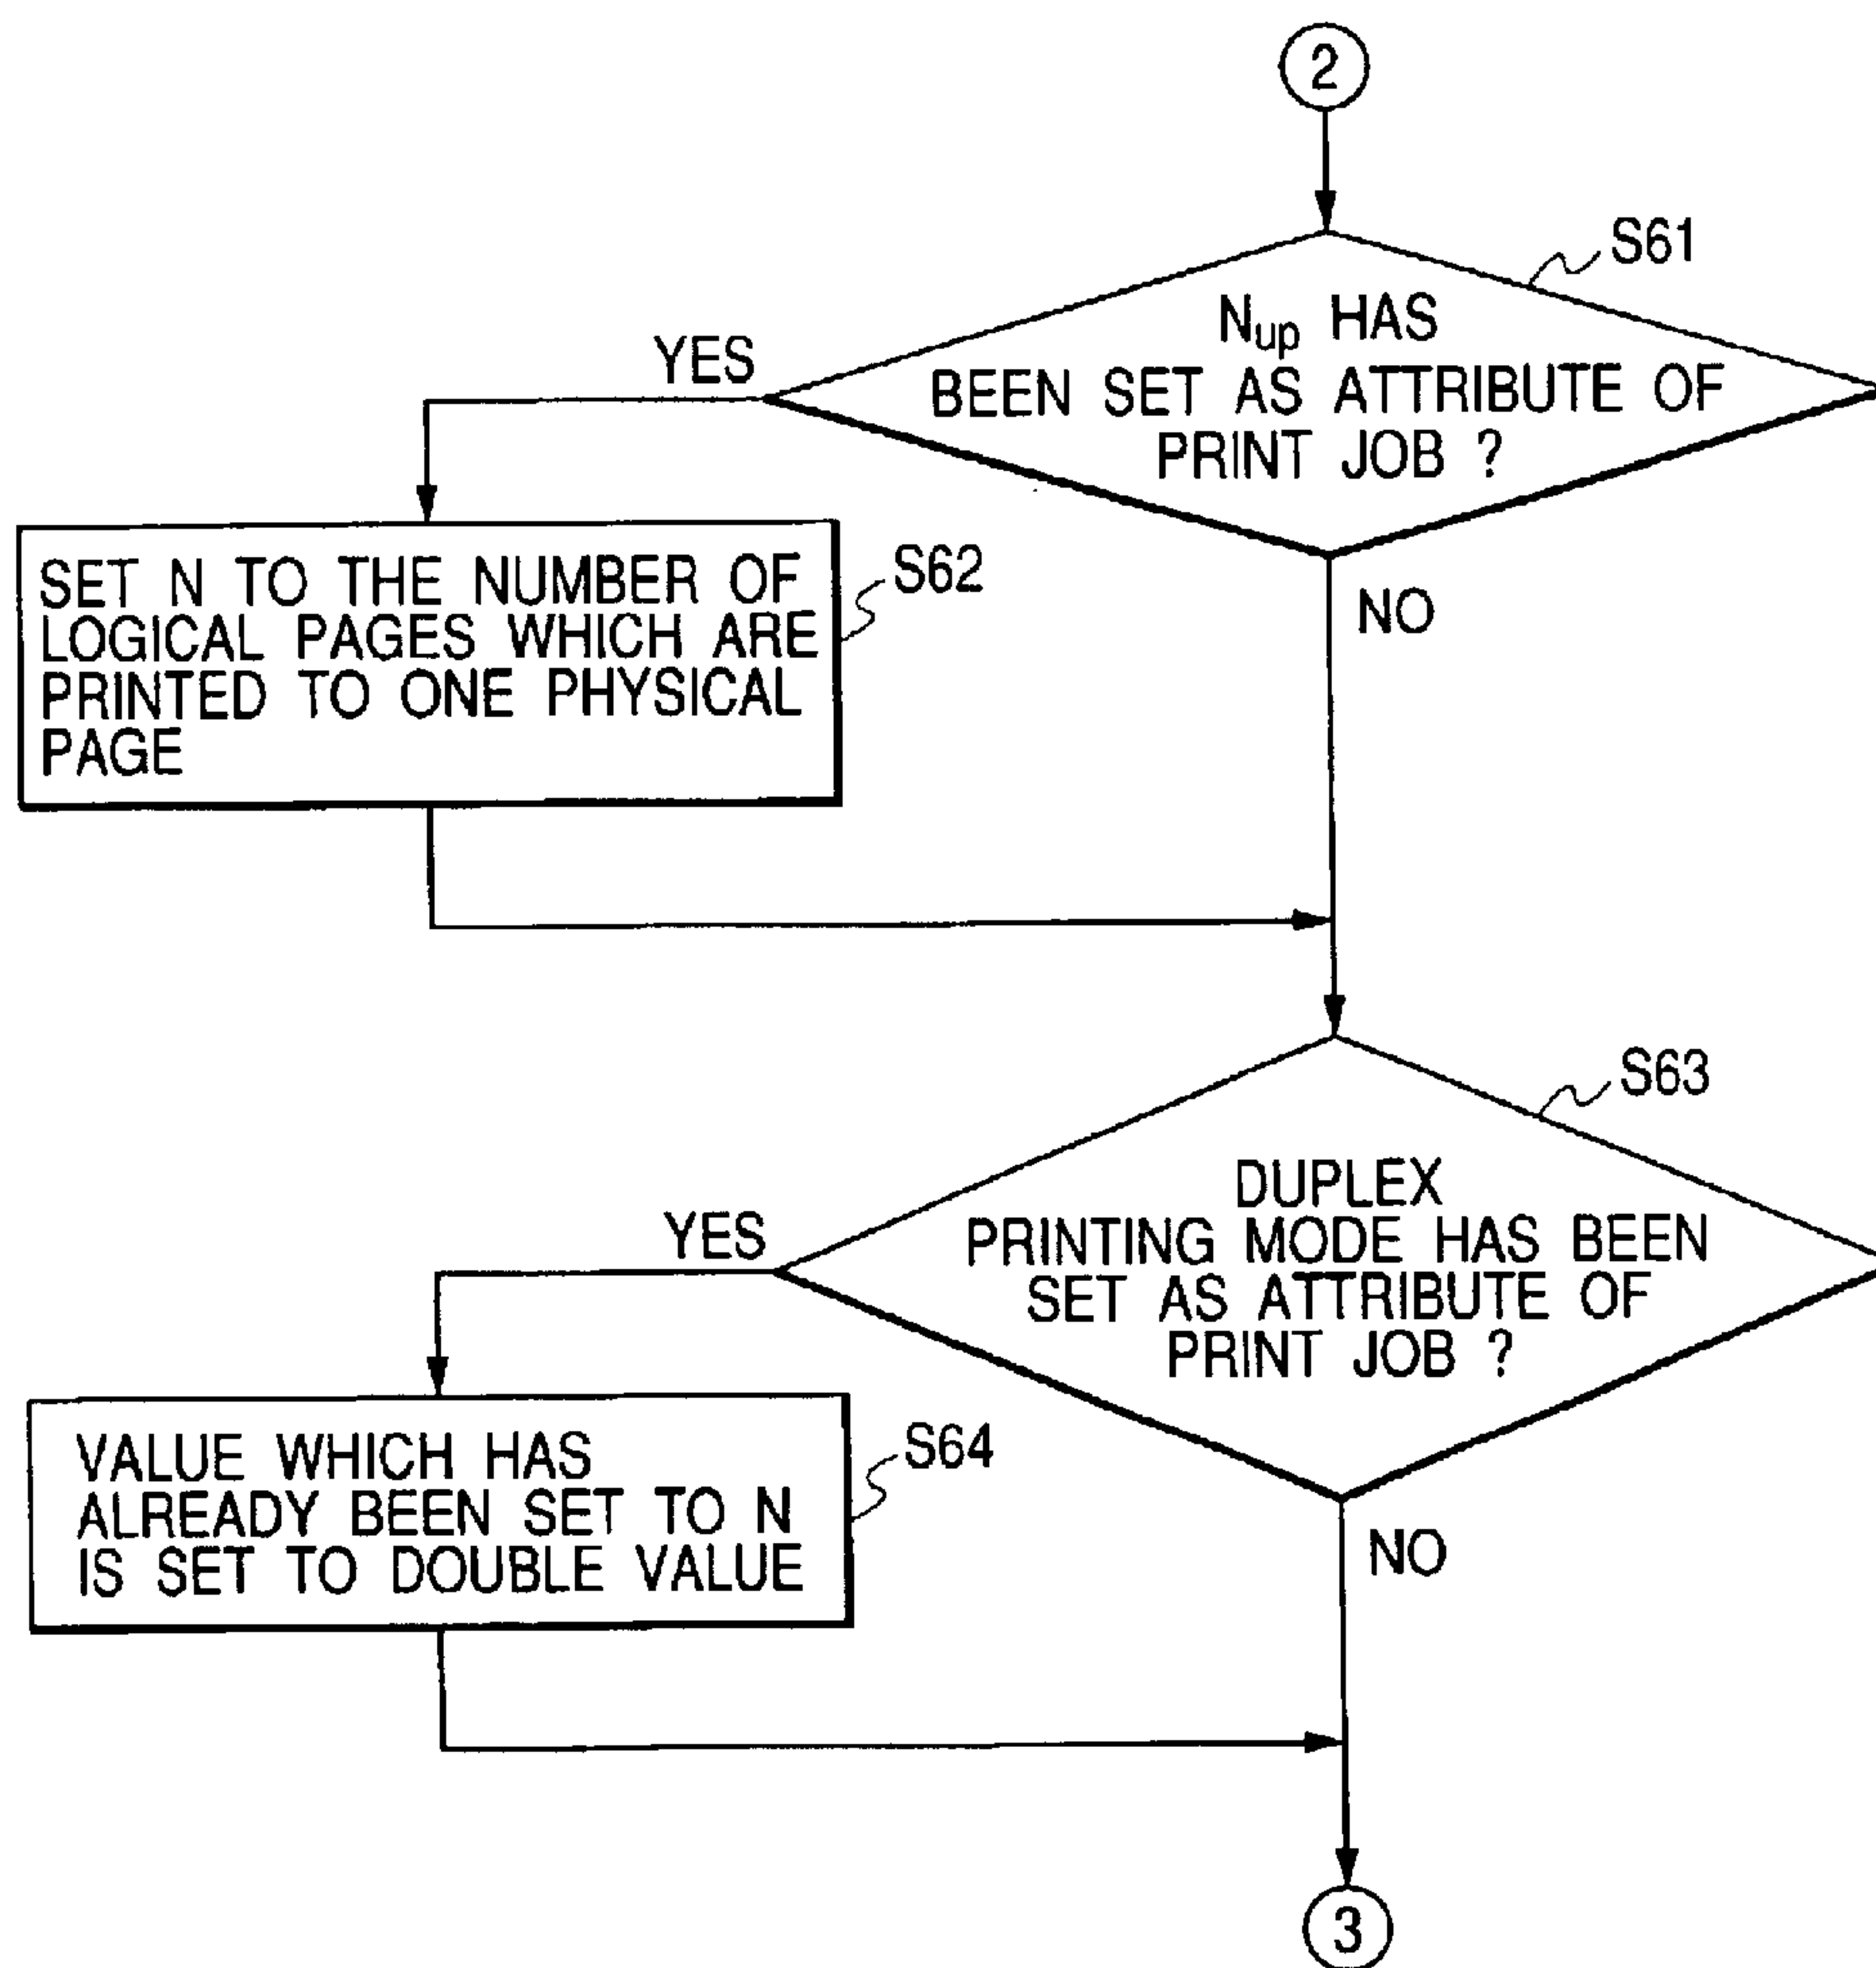 2
S61
Nup HAS
BEEN SET AS ATTRIBUTE OF
PRINT JOB ?
YES
NO
S62
SET N TO THE NUMBER OF
LOGICAL PAGES WHICH ARE
PRINTED TO ONE PHYSICAL
PAGE
S63
DUPLEX
PRINTING MODE HAS BEEN
SET AS ATTRIBUTE OF
PRINT JOB ?
YES
NO
S64
VALUE WHICH HAS
ALREADY BEEN SET TO N
IS SET TO DOUBLE VALUE
3